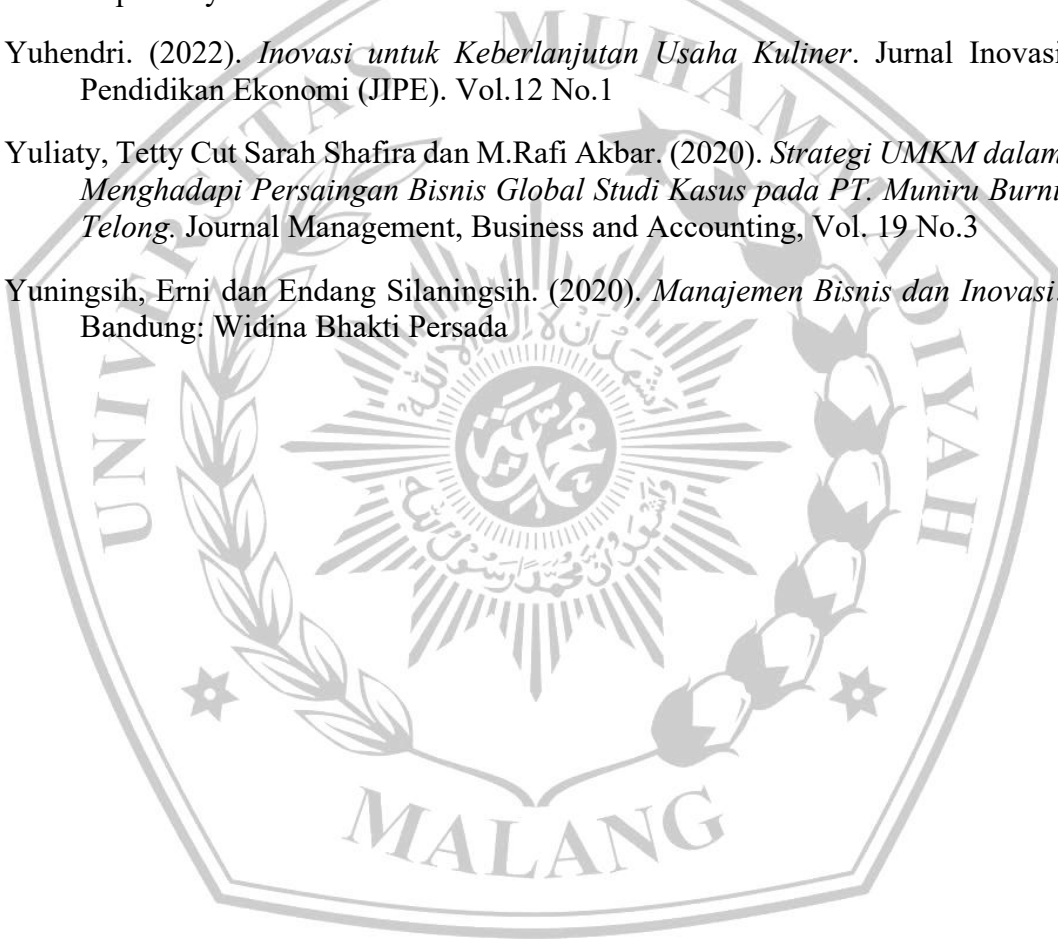 Yuhendri. (2022). Inovasi untuk Keberlanjutan Usaha Kuliner. Jurnal Inovasi
Pendidikan Ekonomi (JIPE). Vol.12 No.1
Yuliaty, Tetty Cut Sarah Shafira dan M.Rafi Akbar. (2020). Strategi UMKM dalam
Menghadapi Persaingan Bisnis Global Studi Kasus pada PT. Muniru Burni
Telong. Journal Management, Business and Accounting, Vol. 19 No.3
Yuningsih, Erni dan Endang Silaningsih. (2020). Manajemen Bisnis dan Inovasi.
Bandung: Widina Bhakti Persada
UNIVERSITAS MUHAMMADIYAH
MALANG